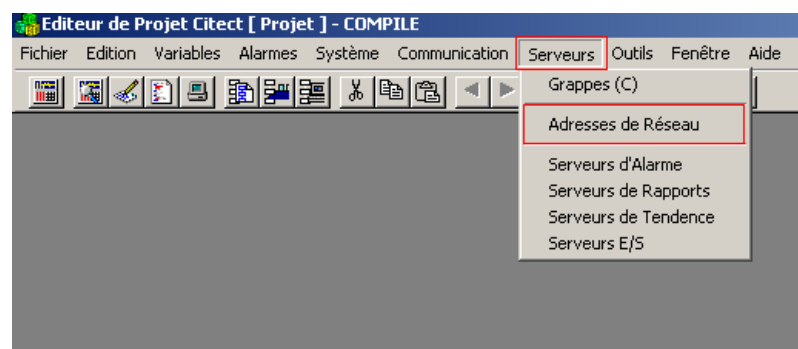 Editeur de Projet Citect [ Projet ] - COMPILE
Fichier Edition Variables Alarmes Système Communication Serveurs Outils Fenêtre Aide
Grappes (C)
Adresses de Réseau
Serveurs d'Alarme
Serveurs de Rapports
Serveurs de Tendence
Serveurs E/S